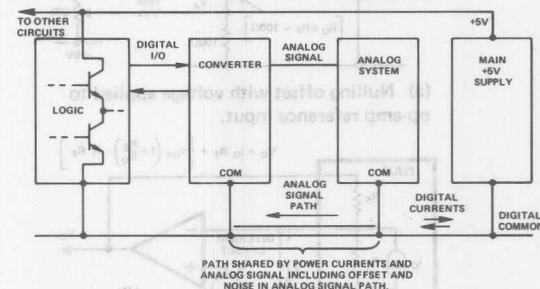 TO OTHER
CIRCUITS
+5V
DIGITAL
I/O
ANALOG
SIGNAL
CONVERTER
ANALOG
SYSTEM
MAIN
+5V
SUPPLY
LOGIC
COM
COM
ANALOG
SIGNAL
PATH
DIGITAL
CURRENTS
DIGITAL
COMMON
PATH SHARED BY POWER CURRENTS AND
ANALOG SIGNAL INCLUDING OFFSET AND
NOISE IN ANALOG SIGNAL PATH.
(a) Nulling offset with voltage applied to
op-amp reference input.